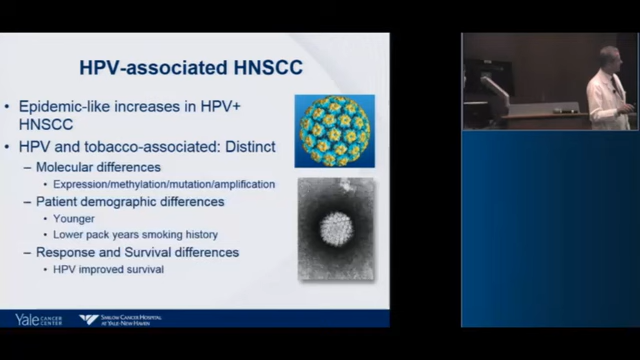 HPV-associated HNSCC
• Epidemic-like increases in HPV+
HNSCC
• HPV and tobacco-associated: Distinct
– Molecular differences
• Expression/methylation/mutation/amplification
– Patient demographic differences
• Younger
• Lower pack years smoking history
– Response and Survival differences
• HPV improved survival
Yale CANCER
CENTER
SMILOW CANCER HOSPITAL
AT YALE-NEW HAVEN